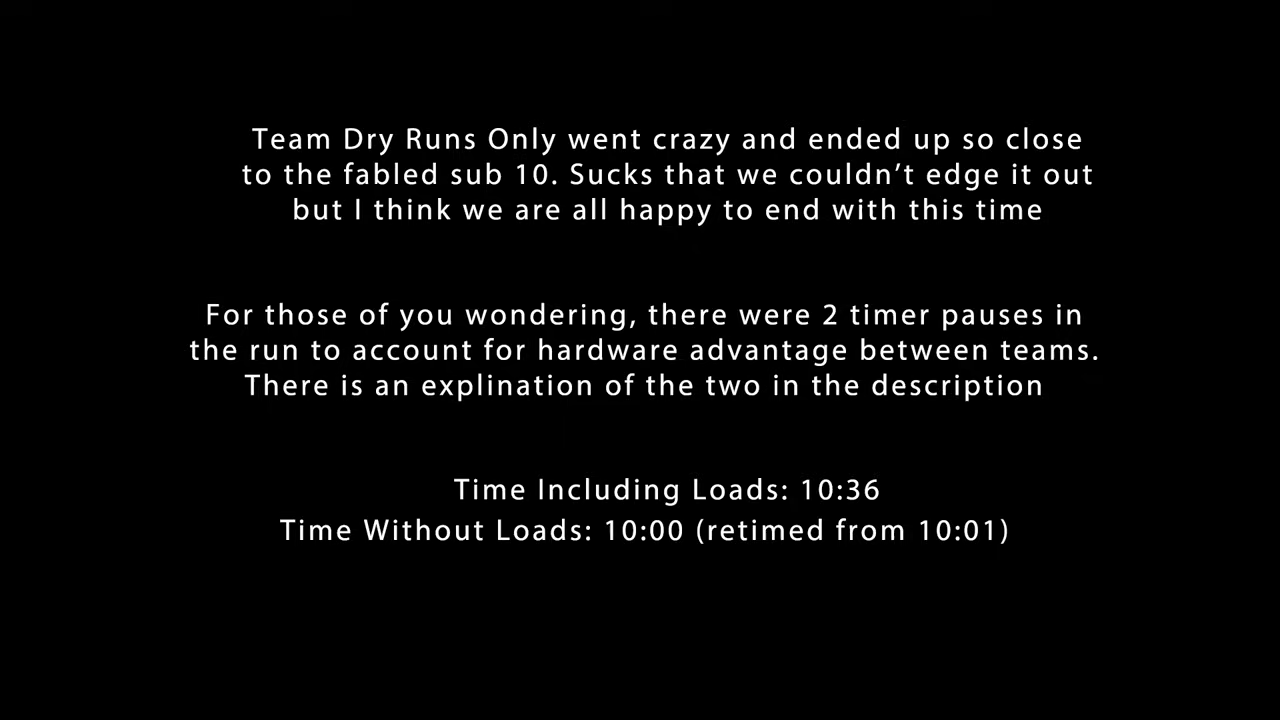 Team Dry Runs Only went crazy and ended up so close
to the fabled sub 10. Sucks that we couldn’t edge it out
but I think we are all happy to end with this time
For those of you wondering, there were 2 timer pauses in
the run to account for hardware advantage between teams.
There is an explination of the two in the description
Time Including Loads: 10:36
Time Without Loads: 10:00 (retimed from 10:01)